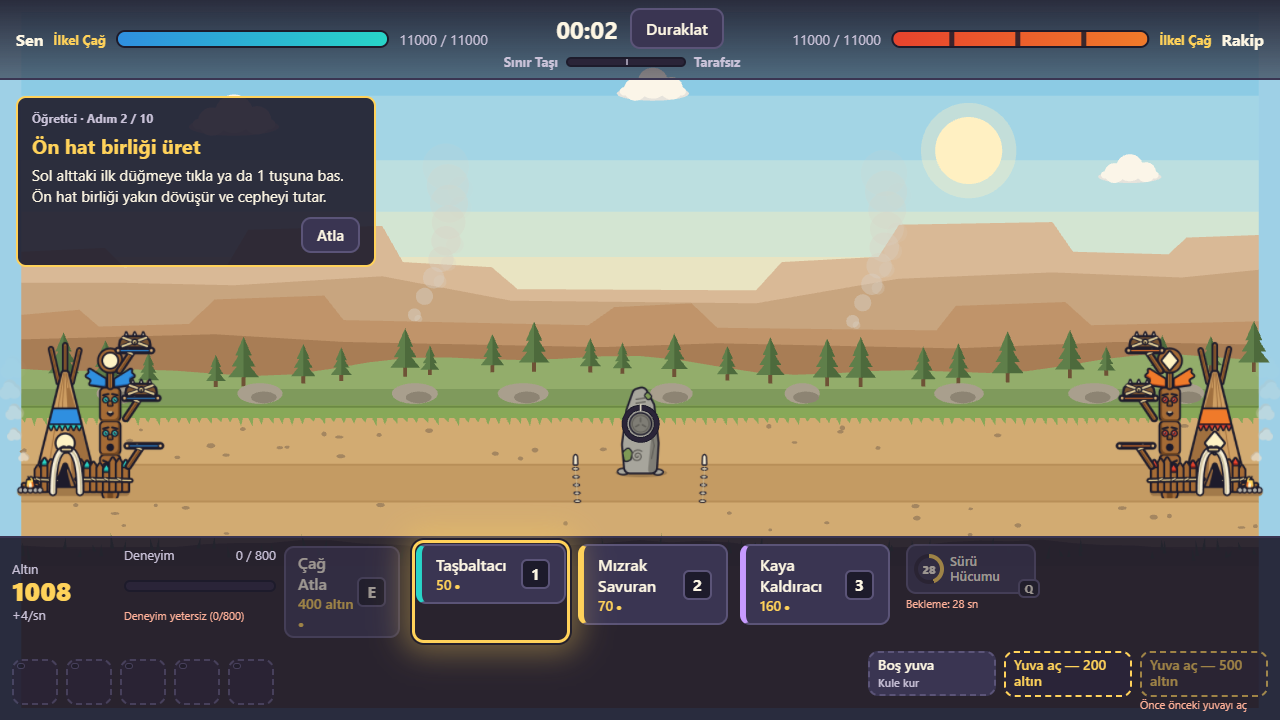 Sen İlkel Çağ 11000 / 11000 00:02 Duraklat 11000 / 11000 İlkel Çağ Rakip
Sınır Taşı Tarafsız
Öğretici · Adım 2 / 10
Ön hat birliği üret
Sol alttaki ilk düğmeye tıkla ya da 1 tuşuna bas.
Ön hat birliği yakın dövüşür ve cepheyi tutar.
Atla
Altın
1008
+4/sn
Deneyim 0 / 800
Deneyim yetersiz (0/800)
Çağ
Atla
400 altın
•
E
Taşbaltacı
50 •
1
Mızrak
Savuran
70 •
2
Kaya
Kaldıracı
160 •
3
28
Sürü
Hücumu
Q
Bekleme: 28 sn
Boş yuva
Kule kur
Yuva aç — 200
altın
Yuva aç — 500
altın
Önce önceki yuvayı aç